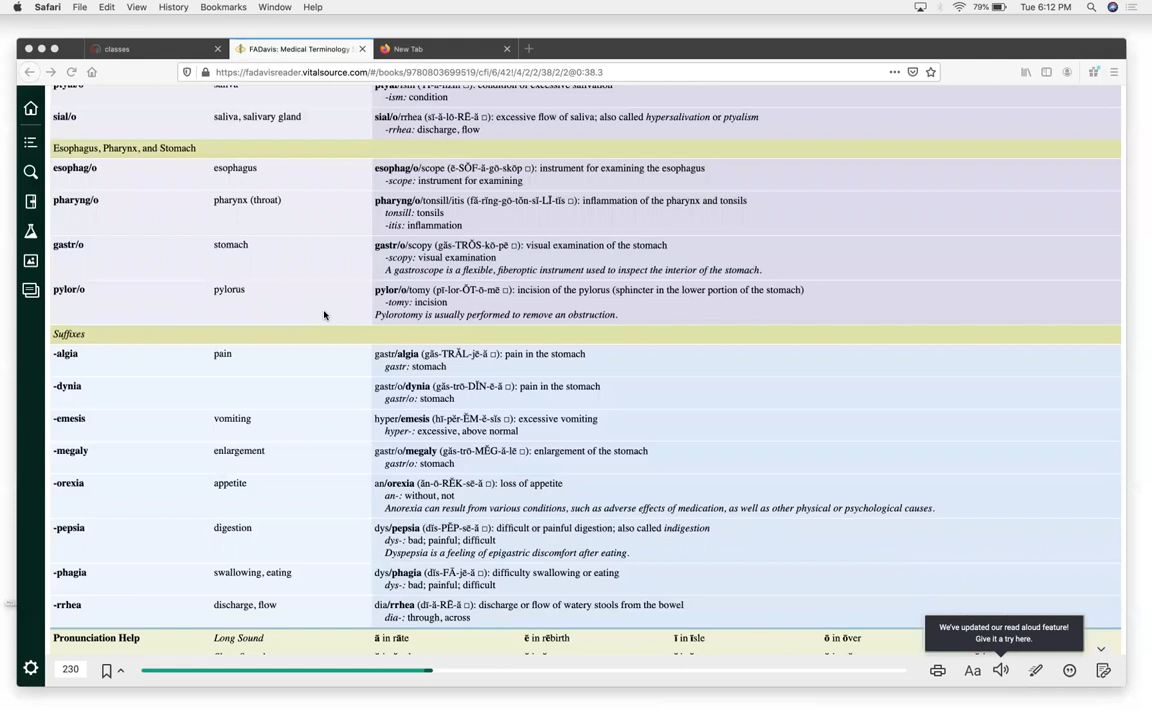 Safari File Edit View History Bookmarks Window Help 79% Tue 6:12 PM
classes FADavis: Medical Terminology New Tab
https://fadavisreader.vitalsource.com/#/books/9780803699519/cfi/6/42!/4/2/2/38/2/2@0:38.3
-ism: condition
sial/o saliva, salivary gland sial/o/rrhea (sī-ă-lō-RĒ-ă □): excessive flow of saliva; also called hypersalivation or ptyalism
-rrhea: discharge, flow
Esophagus, Pharynx, and Stomach
esophag/o esophagus esophag/o/scope (ē-SŎF-ă-gō-skōp □): instrument for examining the esophagus
-scope: instrument for examining
pharyng/o pharynx (throat) pharyng/o/tonsill/itis (fă-rĭng-gō-tŏn-sĭ-LĪ-tĭs □): inflammation of the pharynx and tonsils
tonsill: tonsils
-itis: inflammation
gastr/o stomach gastr/o/scopy (găs-TRŎS-kō-pē □): visual examination of the stomach
-scopy: visual examination
A gastroscope is a flexible, fiberoptic instrument used to inspect the interior of the stomach.
pylor/o pylorus pylor/o/tomy (pī-lor-ŎT-ō-mē □): incision of the pylorus (sphincter in the lower portion of the stomach)
-tomy: incision
Pylorotomy is usually performed to remove an obstruction.
Suffixes
-algia pain gastr/algia (găs-TRĂL-jē-ă □): pain in the stomach
gastr: stomach
-dynia gastr/o/dynia (găs-trō-DĬN-ē-ă □): pain in the stomach
gastr/o: stomach
-emesis vomiting hyper/emesis (hī-pĕr-ĔM-ĕ-sĭs □): excessive vomiting
hyper-: excessive, above normal
-megaly enlargement gastr/o/megaly (găs-trō-MĔG-ă-lē □): enlargement of the stomach
gastr/o: stomach
-orexia appetite an/orexia (ăn-ō-RĔK-sē-ă □): loss of appetite
an-: without, not
Anorexia can result from various conditions, such as adverse effects of medication, as well as other physical or psychological causes.
-pepsia digestion dys/pepsia (dĭs-PĔP-sē-ă □): difficult or painful digestion; also called indigestion
dys-: bad; painful; difficult
Dyspepsia is a feeling of epigastric discomfort after eating.
-phagia swallowing, eating dys/phagia (dĭs-FĀ-jē-ă □): difficulty swallowing or eating
dys-: bad; painful; difficult
-rrhea discharge, flow dia/rrhea (dī-ă-RĒ-ă □): discharge or flow of watery stools from the bowel
dia-: through, across
Pronunciation Help Long Sound ā in rāte ē in rēbirth ī in īsle ō in ōver
We've updated our read aloud feature!
Give it a try here.
230 Aa